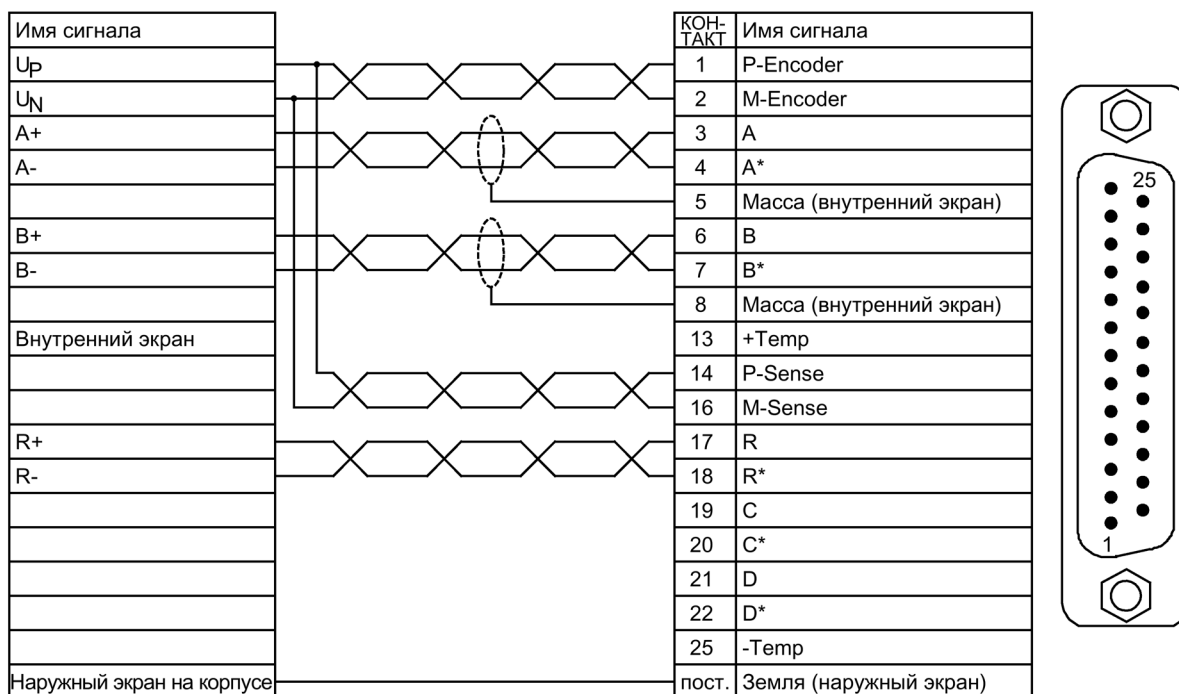 Имя сигнала КОН-ТАКТ Имя сигнала
UP 1 P-Encoder
UN 2 M-Encoder
A+ 3 A
A- 4 A*
5 Масса (внутренний экран)
B+ 6 B
B- 7 B*
8 Масса (внутренний экран)
Внутренний экран 13 +Temp
14 P-Sense
16 M-Sense
R+ 17 R
R- 18 R*
19 C
20 C*
21 D
22 D*
25 -Temp
Наружный экран на корпусе пост. Земля (наружный экран)
25
1